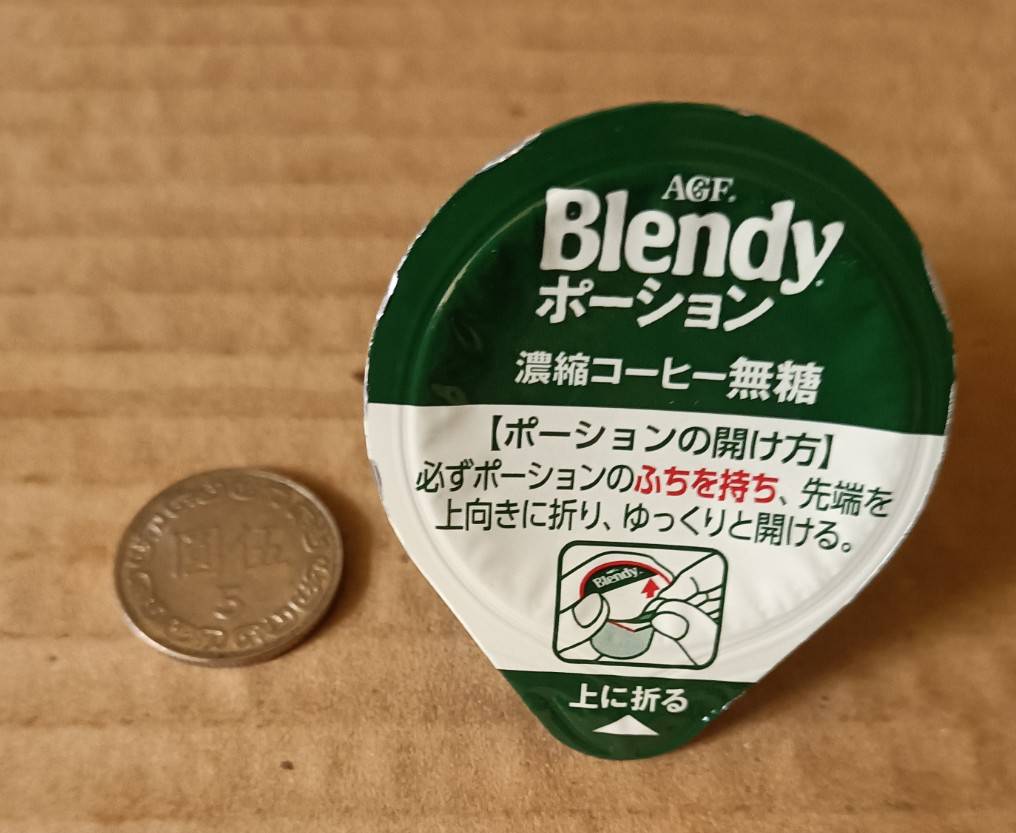 AGF.
Blendy
ポーション
濃縮コーヒー無糖
【ポーションの開け方】
必ずポーションのふちを持ち、先端を
上向きに折り、ゆっくりと開ける。
Blendy
上に折る
圓伍
5